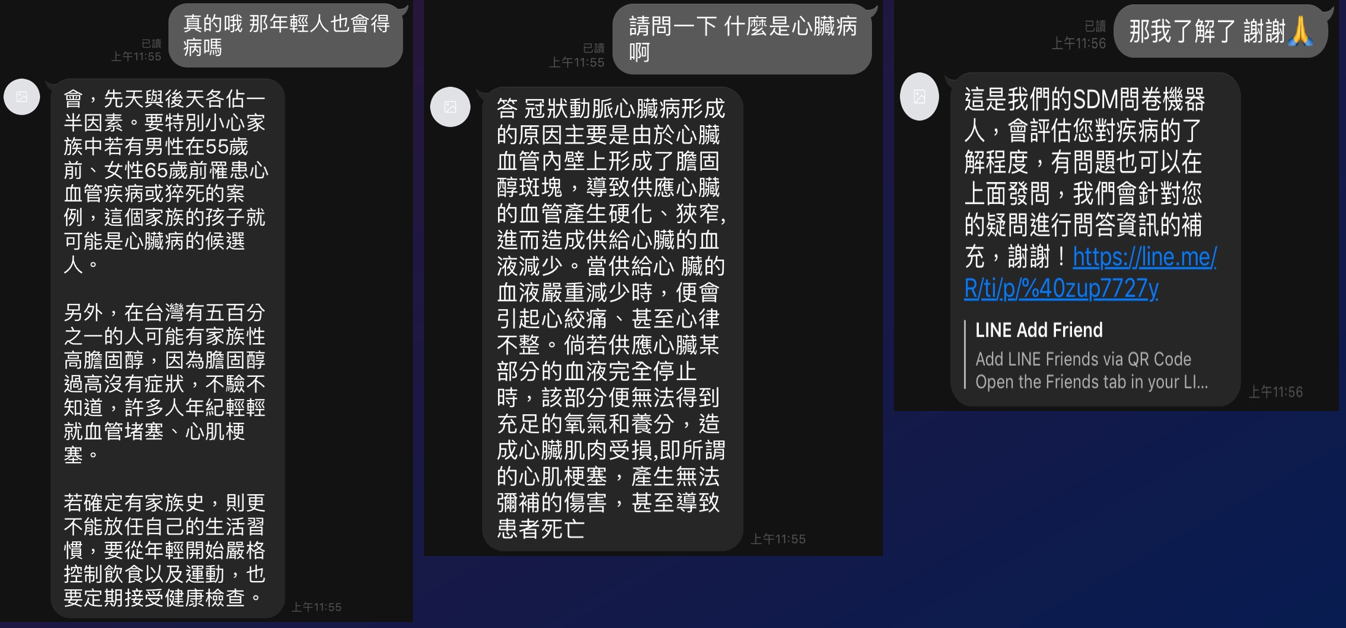 真的哦 那年輕人也會得
病嗎
已讀
上午11:55
會，先天與後天各佔一
半因素。要特別小心家
族中若有男性在55歲
前、女性65歲前罹患心
血管疾病或猝死的案
例，這個家族的孩子就
可能是心臟病的候選
人。
另外，在台灣有五百分
之一的人可能有家族性
高膽固醇，因為膽固醇
過高沒有症狀，不驗不
知道，許多人年紀輕輕
就血管堵塞、心肌梗
塞。
若確定有家族史，則更
不能放任自己的生活習
慣，要從年輕開始嚴格
控制飲食以及運動，也
要定期接受健康檢查。
上午11:55
請問一下 什麼是心臟病
啊
已讀
上午11:55
答 冠狀動脈心臟病形成
的原因主要是由於心臟
血管內壁上形成了膽固
醇斑塊，導致供應心臟
的血管產生硬化、狹窄,
進而造成供給心臟的血
液減少。當供給心 臟的
血液嚴重減少時，便會
引起心絞痛、甚至心律
不整。倘若供應心臟某
部分的血液完全停止
時，該部分便無法得到
充足的氧氣和養分，造
成心臟肌肉受損,即所謂
的心肌梗塞，產生無法
彌補的傷害，甚至導致
患者死亡
上午11:55
那我了解了 謝謝🙏
已讀
上午11:56
這是我們的SDM問卷機器
人，會評估您對疾病的了
解程度，有問題也可以在
上面發問，我們會針對您
的疑問進行問答資訊的補
充，謝謝！https://line.me/
R/ti/p/%40zup7727y
LINE Add Friend
Add LINE Friends via QR Code
Open the Friends tab in your LI...
上午11:56